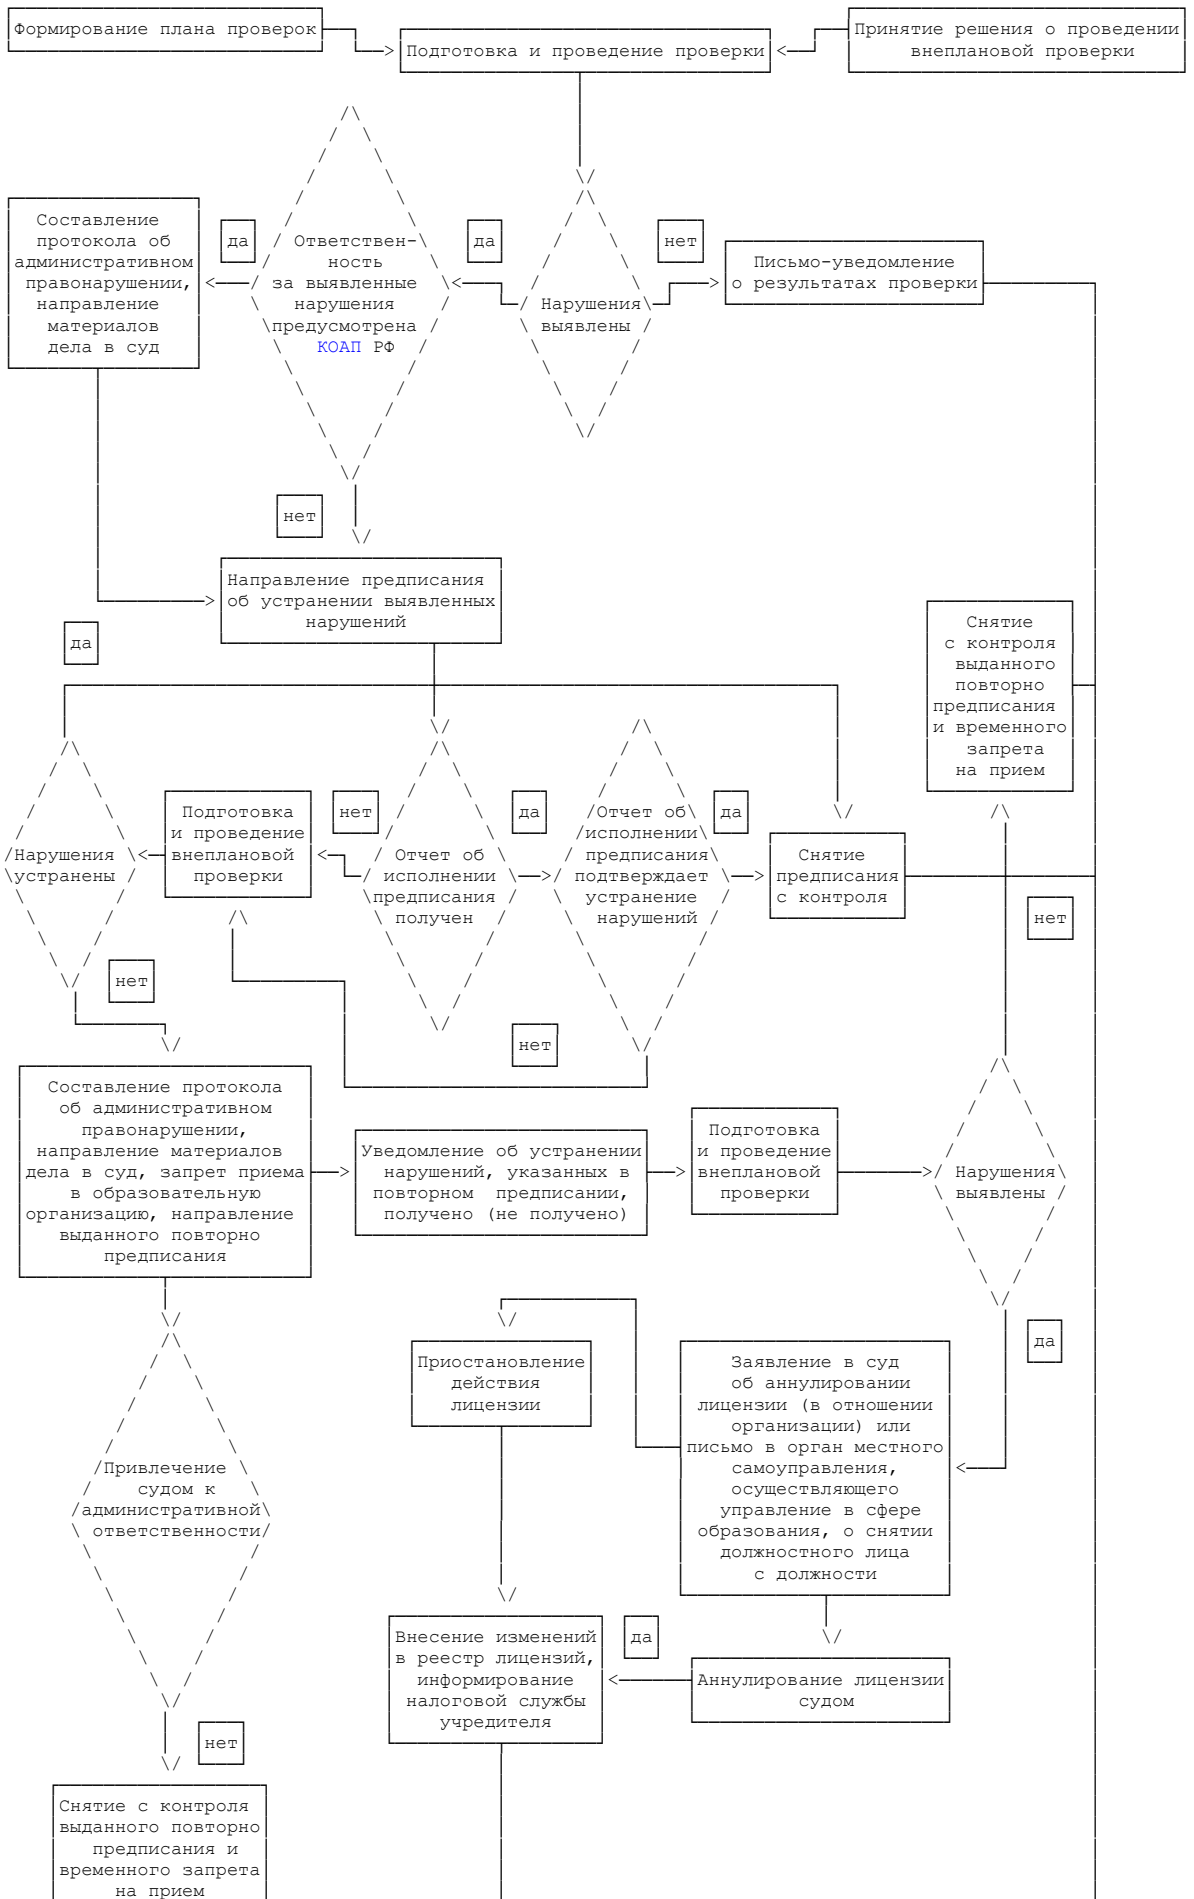 Формирование плана проверок
Подготовка и проведение проверки
Принятие решения о проведении
внеплановой проверки
Составление
протокола об
административном
правонарушении,
направление
материалов
дела в суд
да
Ответствен-
ность
за выявленные
нарушения
предусмотрена
КОАП РФ
да
Нарушения
выявлены
нет
Письмо-уведомление
о результатах проверки
нет
Направление предписания
об устранении выявленных
нарушений
да
Снятие
с контроля
выданного
повторно
предписания
и временного
запрета
на прием
Нарушения
устранены
Подготовка
и проведение
внеплановой
проверки
нет
Отчет об
исполнении
предписания
получен
да
Отчет об
исполнении
предписания
подтверждает
устранение
нарушений
да
Снятие
предписания
с контроля
нет
нет
нет
Составление протокола
об административном
правонарушении,
направление материалов
дела в суд, запрет приема
в образовательную
организацию, направление
выданного повторно
предписания
Уведомление об устранении
нарушений, указанных в
повторном предписании,
получено (не получено)
Подготовка
и проведение
внеплановой
проверки
Нарушения
выявлены
да
Приостановление
действия
лицензии
Заявление в суд
об аннулировании
лицензии (в отношении
организации) или
письмо в орган местного
самоуправления,
осуществляющего
управление в сфере
образования, о снятии
должностного лица
с должности
Привлечение
судом к
административной
ответственности
Внесение изменений
в реестр лицензий,
информирование
налоговой службы
учредителя
да
Аннулирование лицензии
судом
нет
Снятие с контроля
выданного повторно
предписания и
временного запрета
на прием